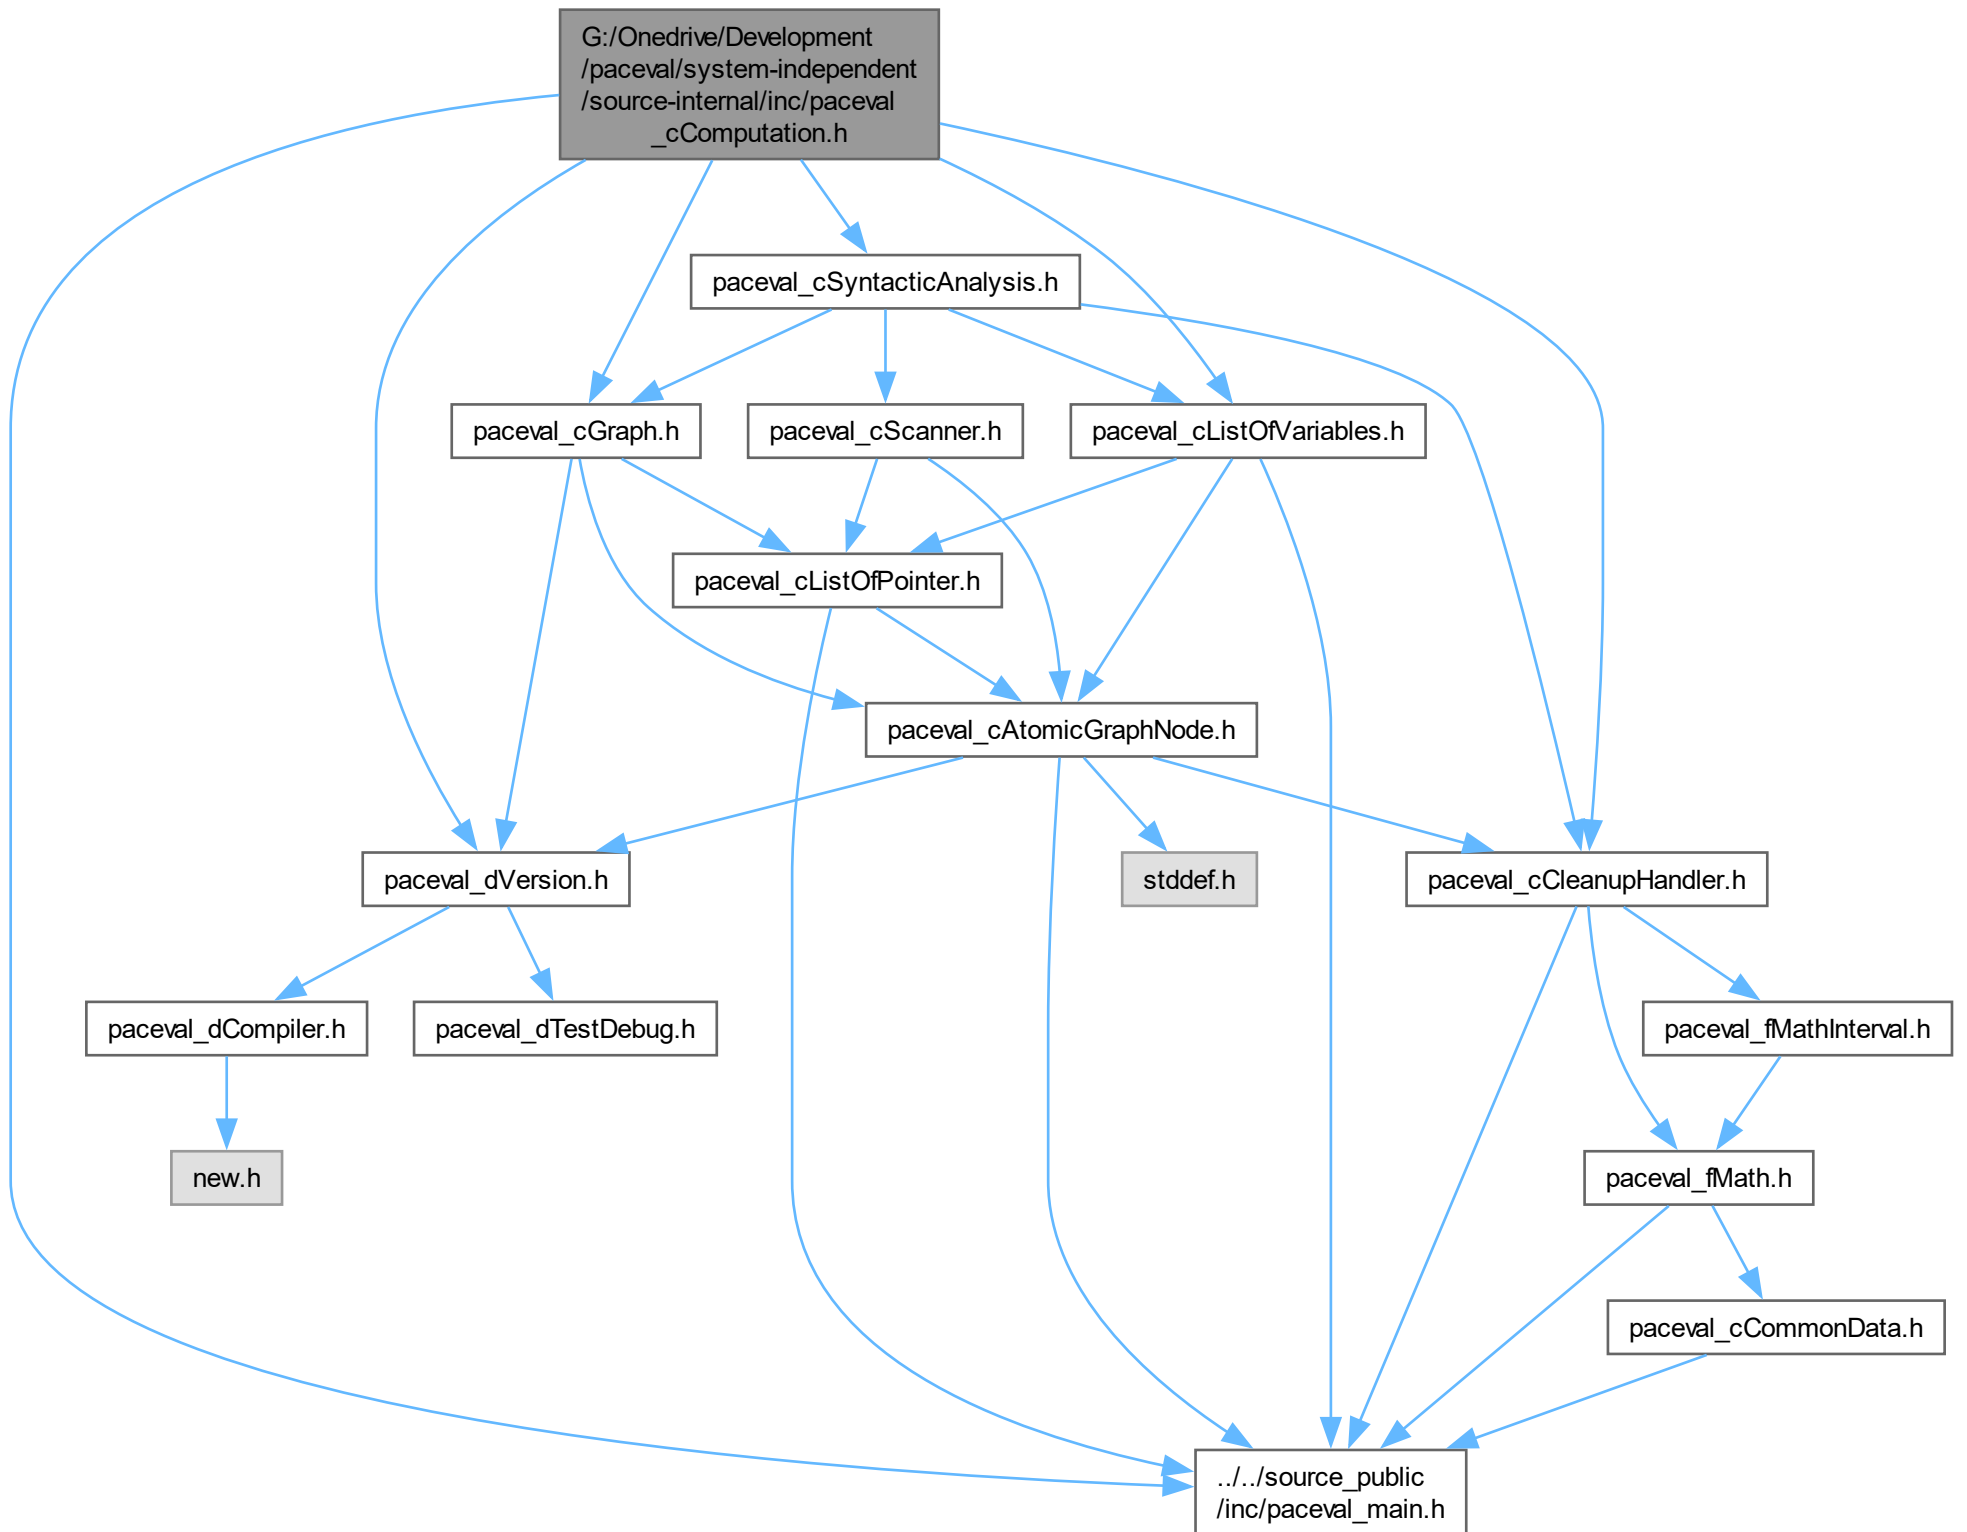 G:/Onedrive/Development
/paceval/system-independent
/source-internal/inc/paceval
_cComputation.h
paceval_cSyntacticAnalysis.h
paceval_cGraph.h
paceval_cScanner.h
paceval_cListOfVariables.h
paceval_cListOfPointer.h
paceval_cAtomicGraphNode.h
paceval_dVersion.h
stddef.h
paceval_cCleanupHandler.h
paceval_dCompiler.h
paceval_dTestDebug.h
paceval_fMathInterval.h
new.h
paceval_fMath.h
paceval_cCommonData.h
../../source_public
/inc/paceval_main.h